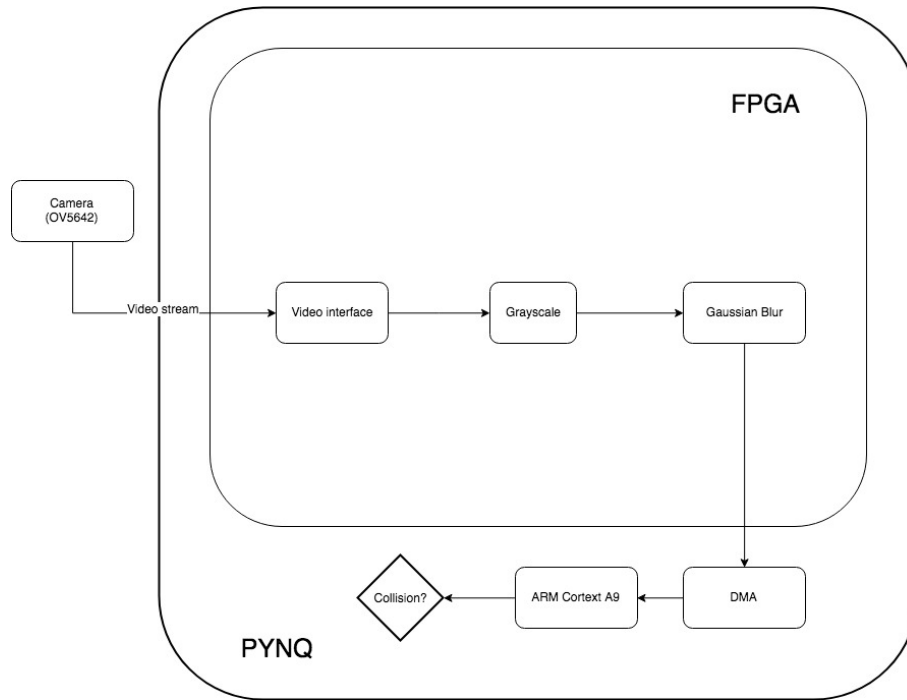 FPGA
Camera
(OV5642)
Video stream
Video interface
Grayscale
Gaussian Blur
Collision?
ARM Cortext A9
DMA
PYNQ